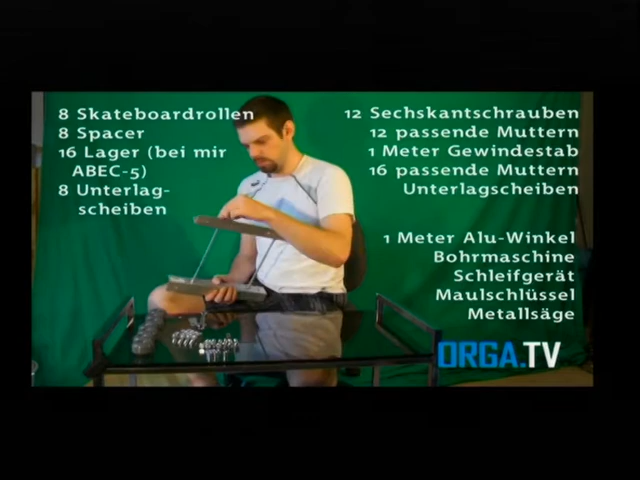 8 Skateboardrollen
8 Spacer
16 Lager (bei mir
ABEC-5)
8 Unterlag-
scheiben
12 Sechskantschrauben
12 passende Muttern
1 Meter Gewindestab
16 passende Muttern
Unterlagscheiben
1 Meter Alu-Winkel
Bohrmaschine
Schleifgerät
Maulschlüssel
Metallsäge
ORGA.TV